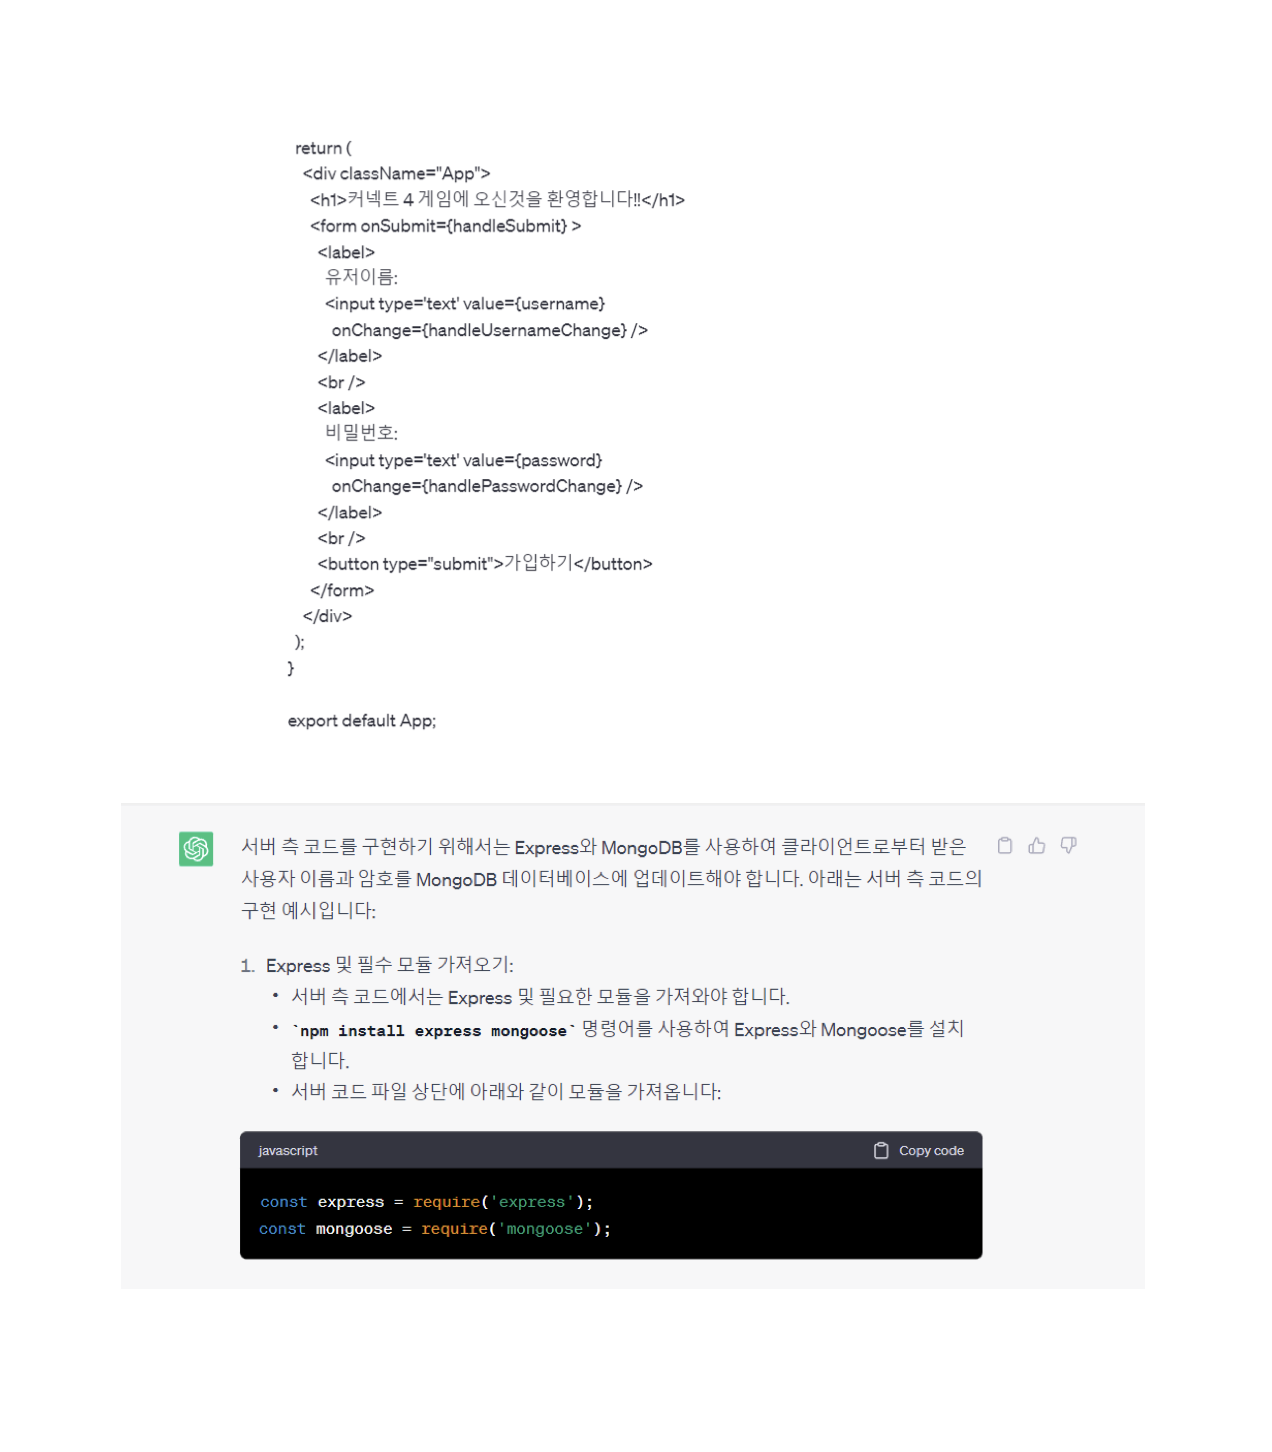 return (
<div className="App">
<h1>커넥트 4 게임에 오신것을 환영합니다!!</h1>
<form onSubmit={handleSubmit} >
<label>
유저이름:
<input type='text' value={username}
onChange={handleUsernameChange} />
</label>
<br />
<label>
비밀번호:
<input type='text' value={password}
onChange={handlePasswordChange} />
</label>
<br />
<button type="submit">가입하기</button>
</form>
</div>
);
}
export default App;
서버 측 코드를 구현하기 위해서는 Express와 MongoDB를 사용하여 클라이언트로부터 받은
사용자 이름과 암호를 MongoDB 데이터베이스에 업데이트해야 합니다. 아래는 서버 측 코드의
구현 예시입니다:
1. Express 및 필수 모듈 가져오기:
• 서버 측 코드에서는 Express 및 필요한 모듈을 가져와야 합니다.
• `npm install express mongoose` 명령어를 사용하여 Express와 Mongoose를 설치
합니다.
• 서버 코드 파일 상단에 아래와 같이 모듈을 가져옵니다:
javascript Copy code
const express = require('express');
const mongoose = require('mongoose');